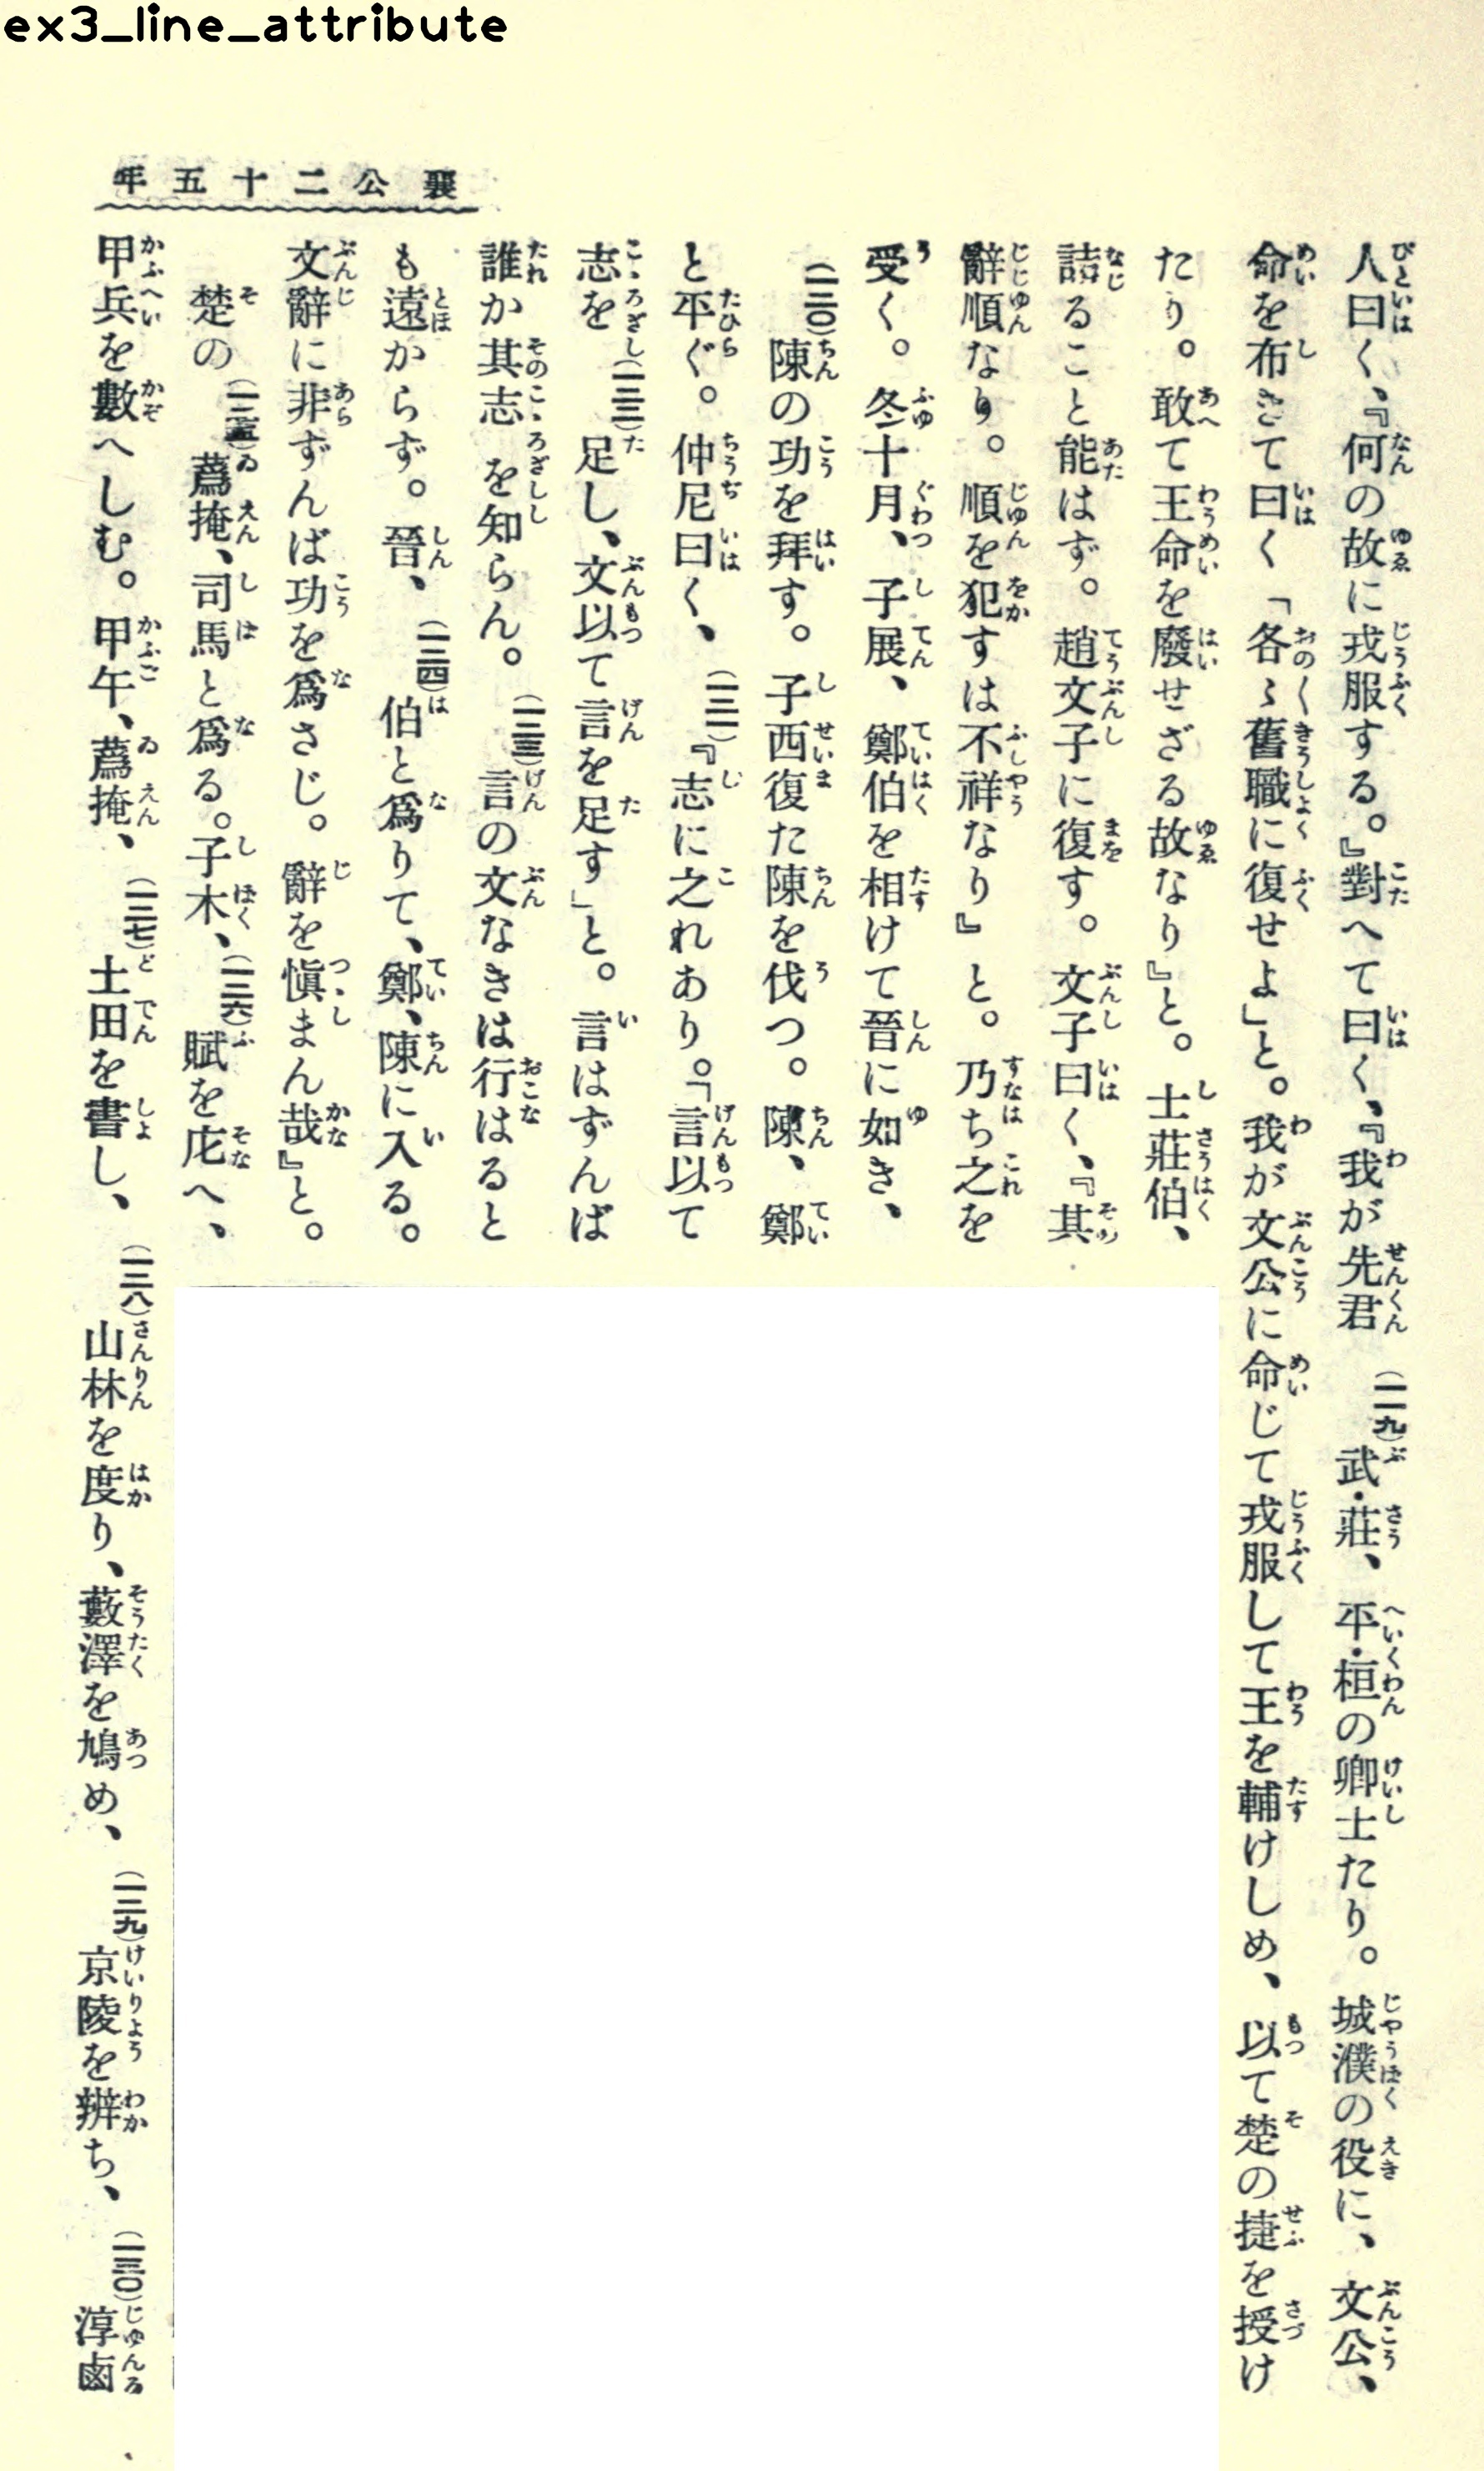 ex3_line_attribute
襄公二十五年
人曰く、『何の故に戎服する。』對へて曰く、『我が先君(一一九)武・莊、平・桓の卿士たり。城濮の役に、文公、
命を布きて曰く「各〻舊職に復せよ」と。我が文公に命じて戎服して王を輔けしめ、以て楚の捷を授け
たり。敢て王命を廢せざる故なり』と。士莊伯、
詰ること能はず。趙文子に復す。文子曰く、『其
辭順なり。順を犯すは不祥なり』と。乃ち之を
受く。冬十月、子展、鄭伯を相けて晉に如き、
(一二〇)陳の功を拜す。子西復た陳を伐つ。陳、鄭
と平ぐ。仲尼曰く、(一二一)『志に之れあり。「言以て
志を(一二二)足し、文以て言を足す」と。言はずんば
誰か其志を知らん。(一二三)言の文なきは行はると
も遠からず。晉、(一二四)伯と爲りて、鄭、陳に入る。
文辭に非ずんば功を爲さじ。辭を愼まん哉』と。
楚の(一二五)蔿掩、司馬と爲る。子木、(一二六)賦を庀へ、
甲兵を數へしむ。甲午、蔿掩、(一二七)土田を書し、(一二八)山林を度り、藪澤を鳩め、(一二九)京陵を辨ち、(一三〇)淳鹵